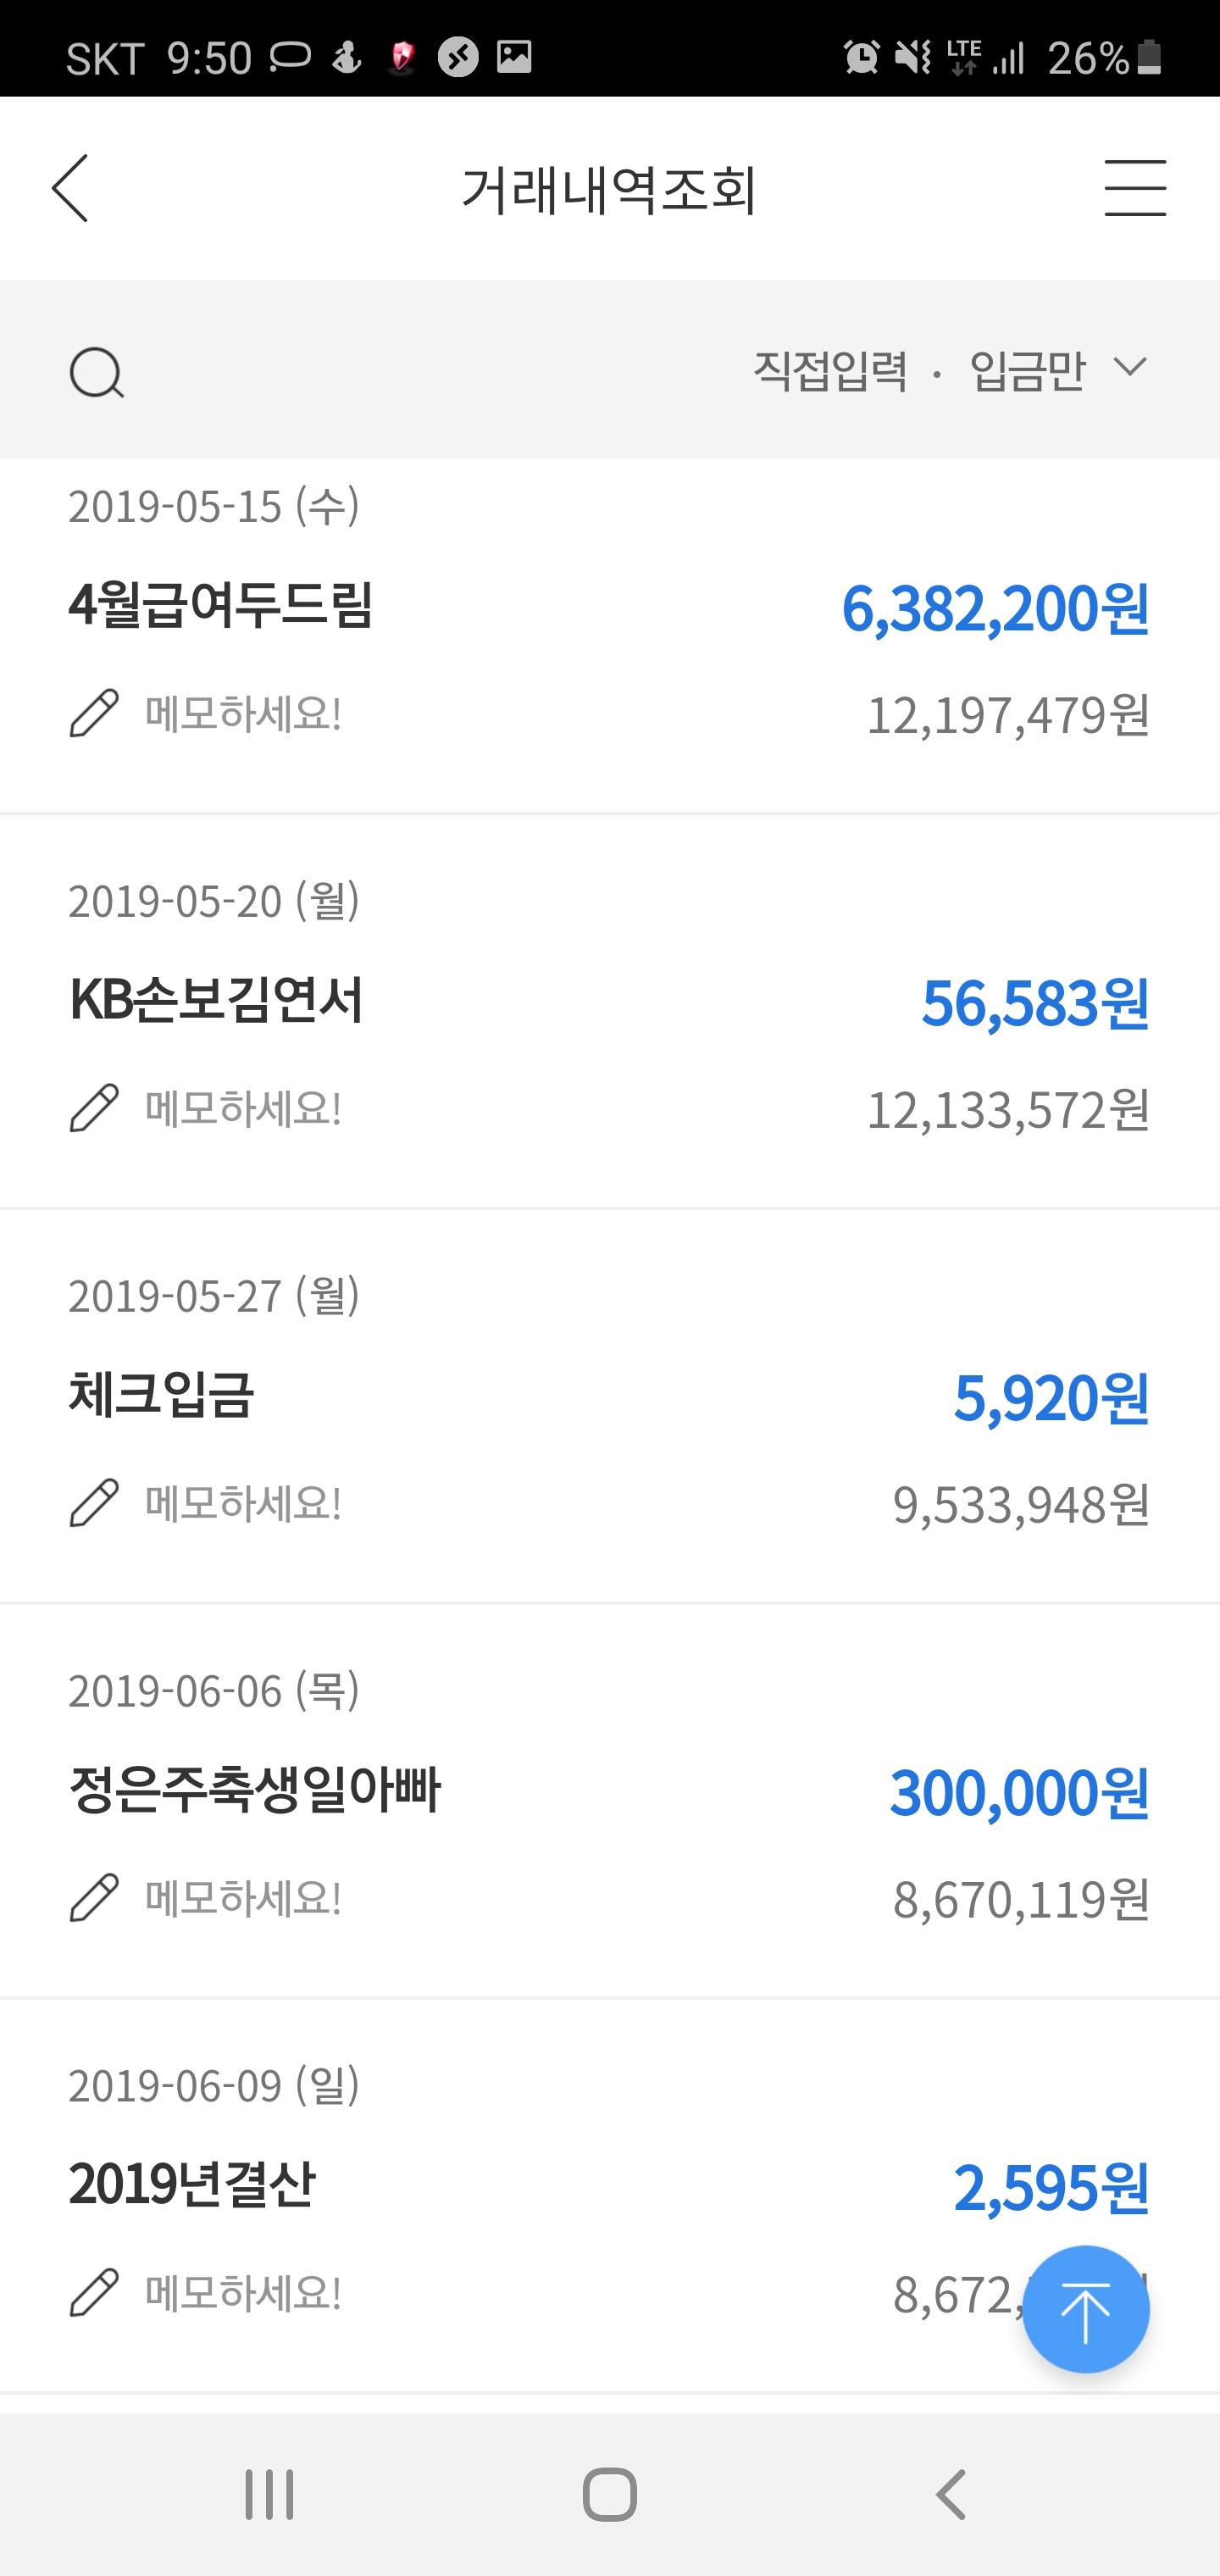 SKT 9:50 LTE 26%
거래내역조회
직접입력 · 입금만
2019-05-15 (수)
4월급여두드림 6,382,200원
메모하세요! 12,197,479원
2019-05-20 (월)
KB손보김연서 56,583원
메모하세요! 12,133,572원
2019-05-27 (월)
체크입금 5,920원
메모하세요! 9,533,948원
2019-06-06 (목)
정은주축생일아빠 300,000원
메모하세요! 8,670,119원
2019-06-09 (일)
2019년결산 2,595원
메모하세요! 8,672,